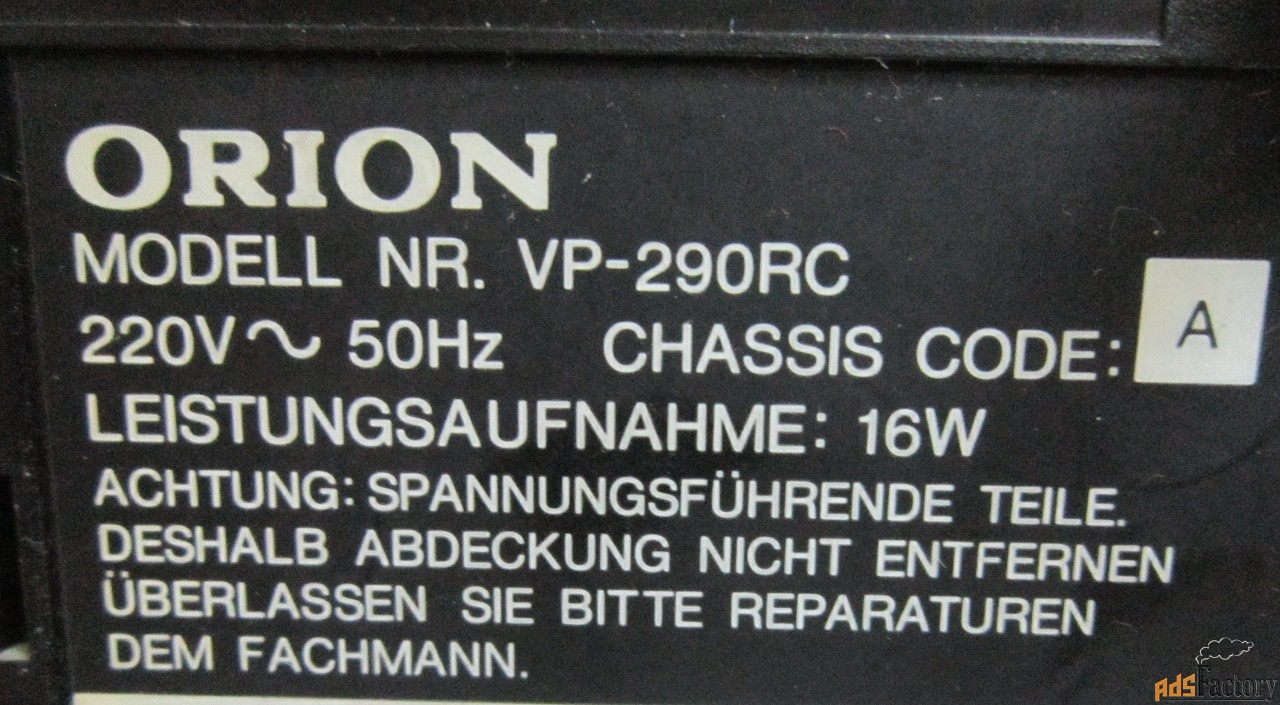 ORION
MODELL NR. VP-290RC
220V~ 50Hz CHASSIS CODE: A
LEISTUNGSAUFNAHME: 16W
ACHTUNG: SPANNUNGSFÜHRENDE TEILE.
DESHALB ABDECKUNG NICHT ENTFERNEN
ÜBERLASSEN SIE BITTE REPARATUREN
DEM FACHMANN.
AdsFactory